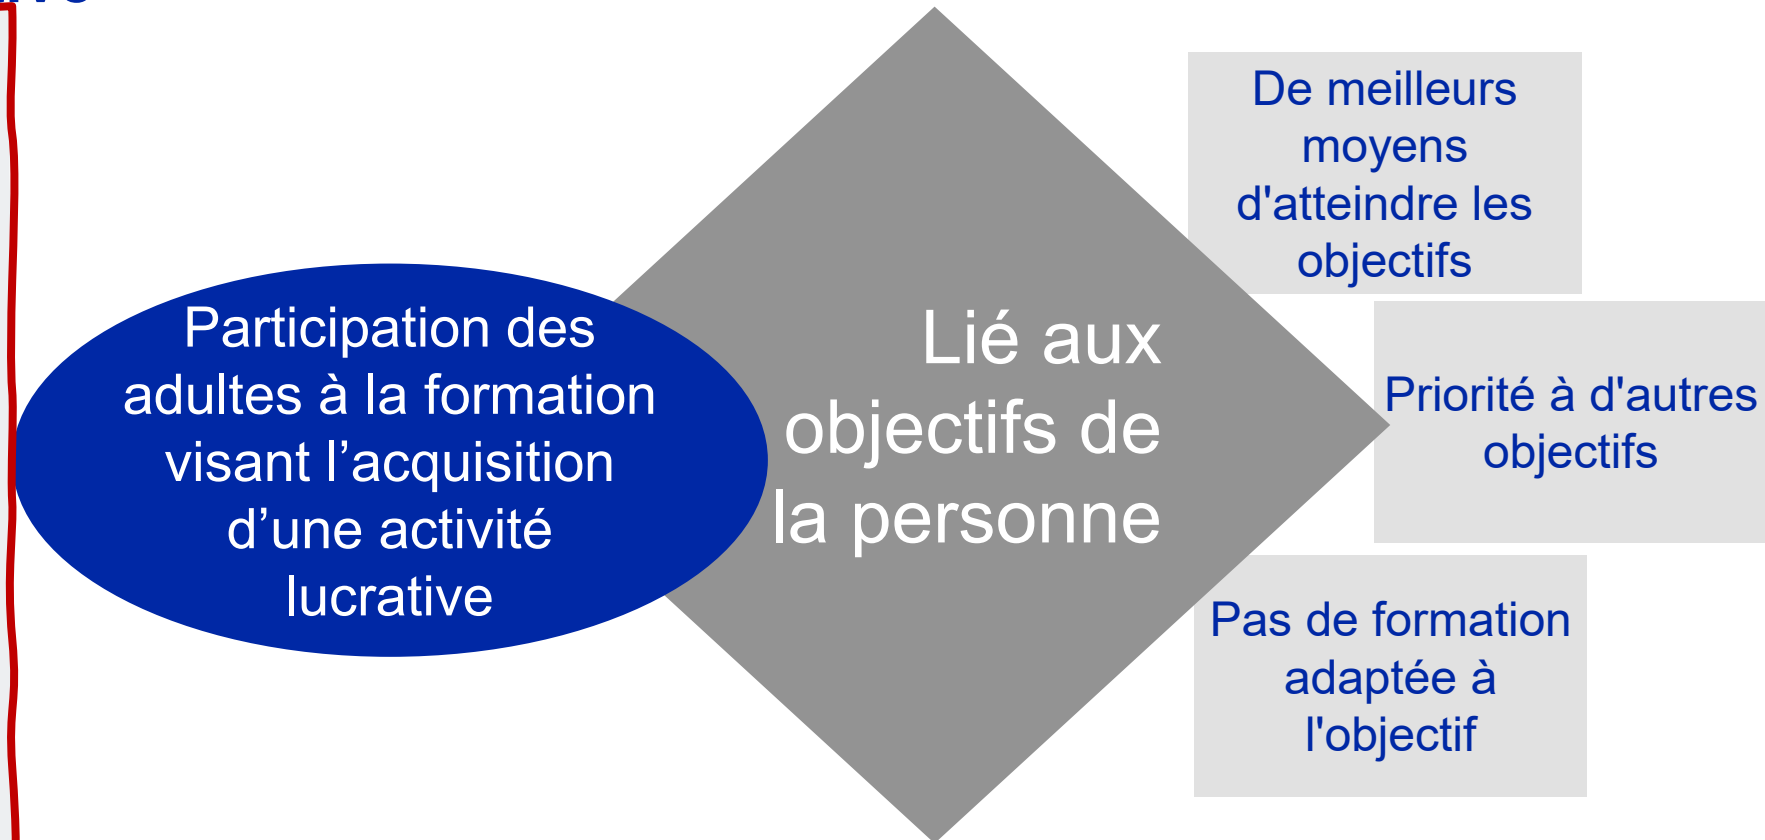 Participation des
adultes à la formation
visant l’acquisition
d’une activité
lucrative
Lié aux
objectifs de
la personne
De meilleurs
moyens
d'atteindre les
objectifs
Priorité à d'autres
objectifs
Pas de formation
adaptée à
l'objectif